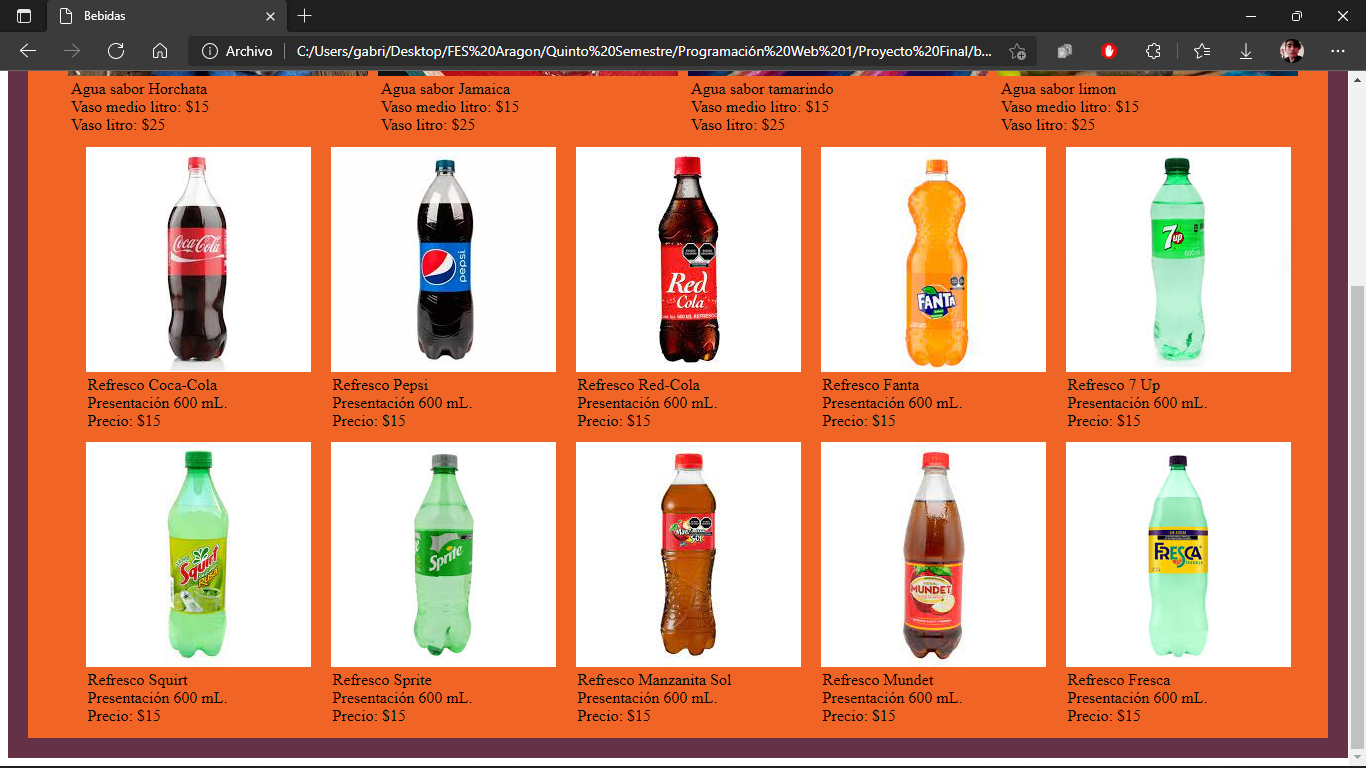 Bebidas
Archivo
C:/Users/gabri/Desktop/FES%20Aragon/Quinto%20Semestre/Programación%20Web%201/Proyecto%20Final/b...
Agua sabor Horchata
Vaso medio litro: $15
Vaso litro: $25
Agua sabor Jamaica
Vaso medio litro: $15
Vaso litro: $25
Agua sabor tamarindo
Vaso medio litro: $15
Vaso litro: $25
Agua sabor limon
Vaso medio litro: $15
Vaso litro: $25
Coca-Cola
Refresco Coca-Cola
Presentación 600 mL.
Precio: $15
pepsi
Refresco Pepsi
Presentación 600 mL.
Precio: $15
Red
Cola
Refresco Red-Cola
Presentación 600 mL.
Precio: $15
FANTA
Refresco Fanta
Presentación 600 mL.
Precio: $15
7up
600ml
Refresco 7 Up
Presentación 600 mL.
Precio: $15
Squirt
Refresco Squirt
Presentación 600 mL.
Precio: $15
Sprite
Refresco Sprite
Presentación 600 mL.
Precio: $15
Sol
Refresco Manzanita Sol
Presentación 600 mL.
Precio: $15
MUNDET
Refresco Mundet
Presentación 600 mL.
Precio: $15
FRESCA
Refresco Fresca
Presentación 600 mL.
Precio: $15